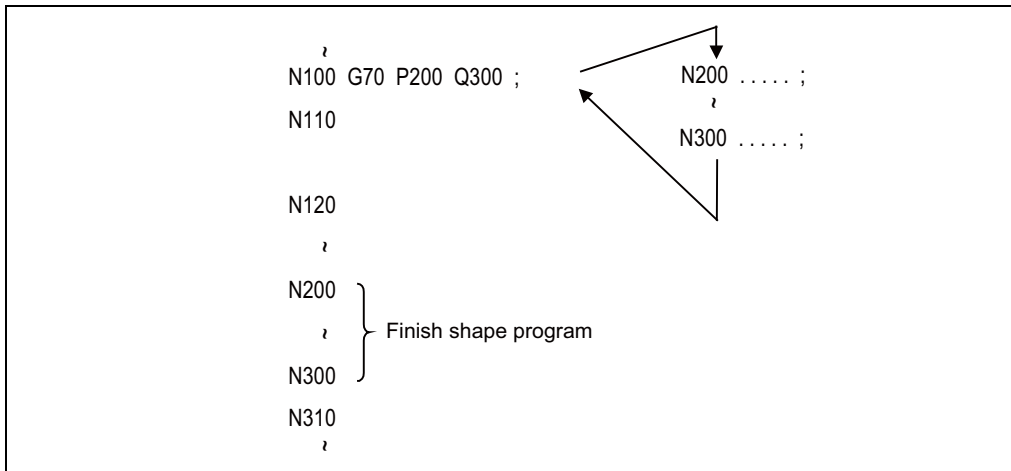 ~
N100 G70 P200 Q300 ;
N110
N120
~
N200
~
N300
N310
~
Finish shape program
N200 . . . . . ;
~
N300 . . . . . ;